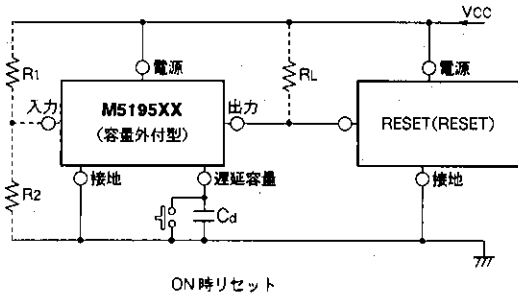 VCC
R1
電源
RL
電源
入力
M5195XX
(容量外付型)
出力
RESET(RESET)
R2
接地
遅延容量
接地
Cd
ON時リセット